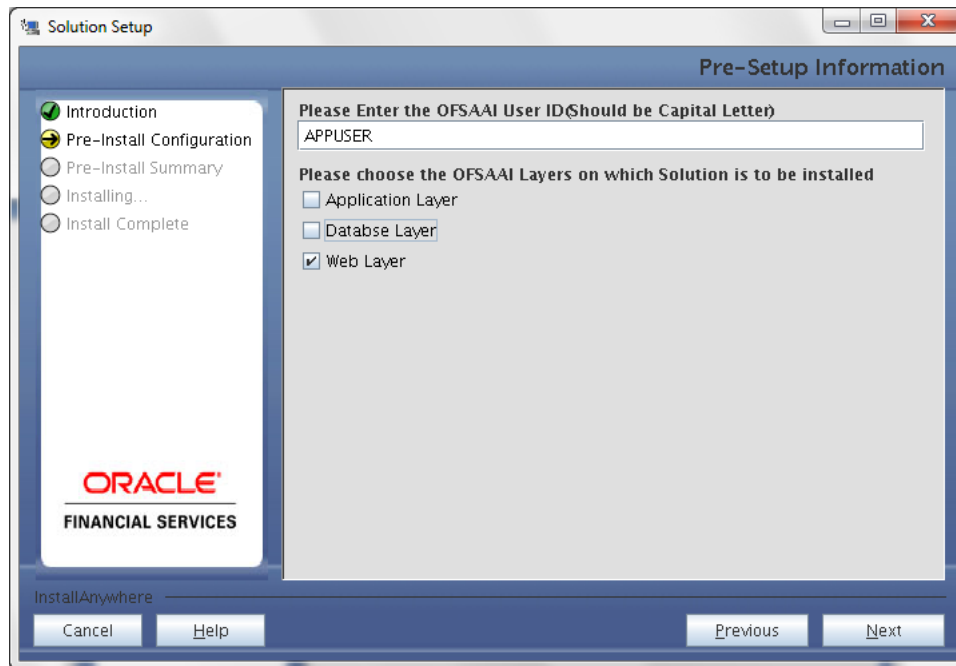 Solution Setup
Pre-Setup Information
Introduction
Pre-Install Configuration
Pre-Install Summary
Installing...
Install Complete
ORACLE
FINANCIAL SERVICES
Please Enter the OFSAAI User ID(Should be Capital Letter)
APPUSER
Please choose the OFSAAI Layers on which Solution is to be installed
Application Layer
Databse Layer
Web Layer
InstallAnywhere
Cancel
Help
Previous
Next